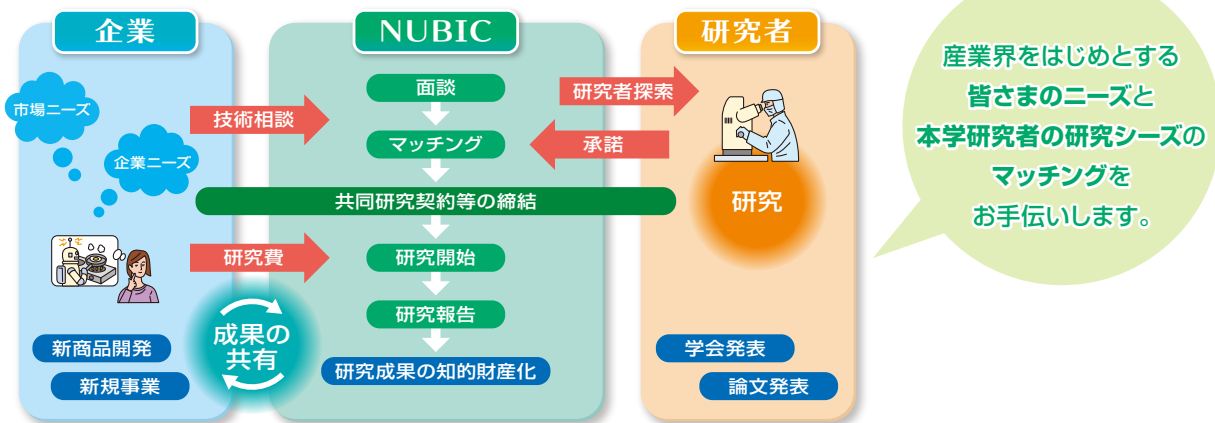 企業
市場ニーズ
企業ニーズ
新商品開発
新規事業
技術相談
研究費
成果の
共有
NUBIC
面談
マッチング
共同研究契約等の締結
研究開始
研究報告
研究成果の知的財産化
研究者探索
承諾
研究者
研究
学会発表
論文発表
産業界をはじめとする
皆さまのニーズと
本学研究者の研究シーズの
マッチングを
お手伝いします。